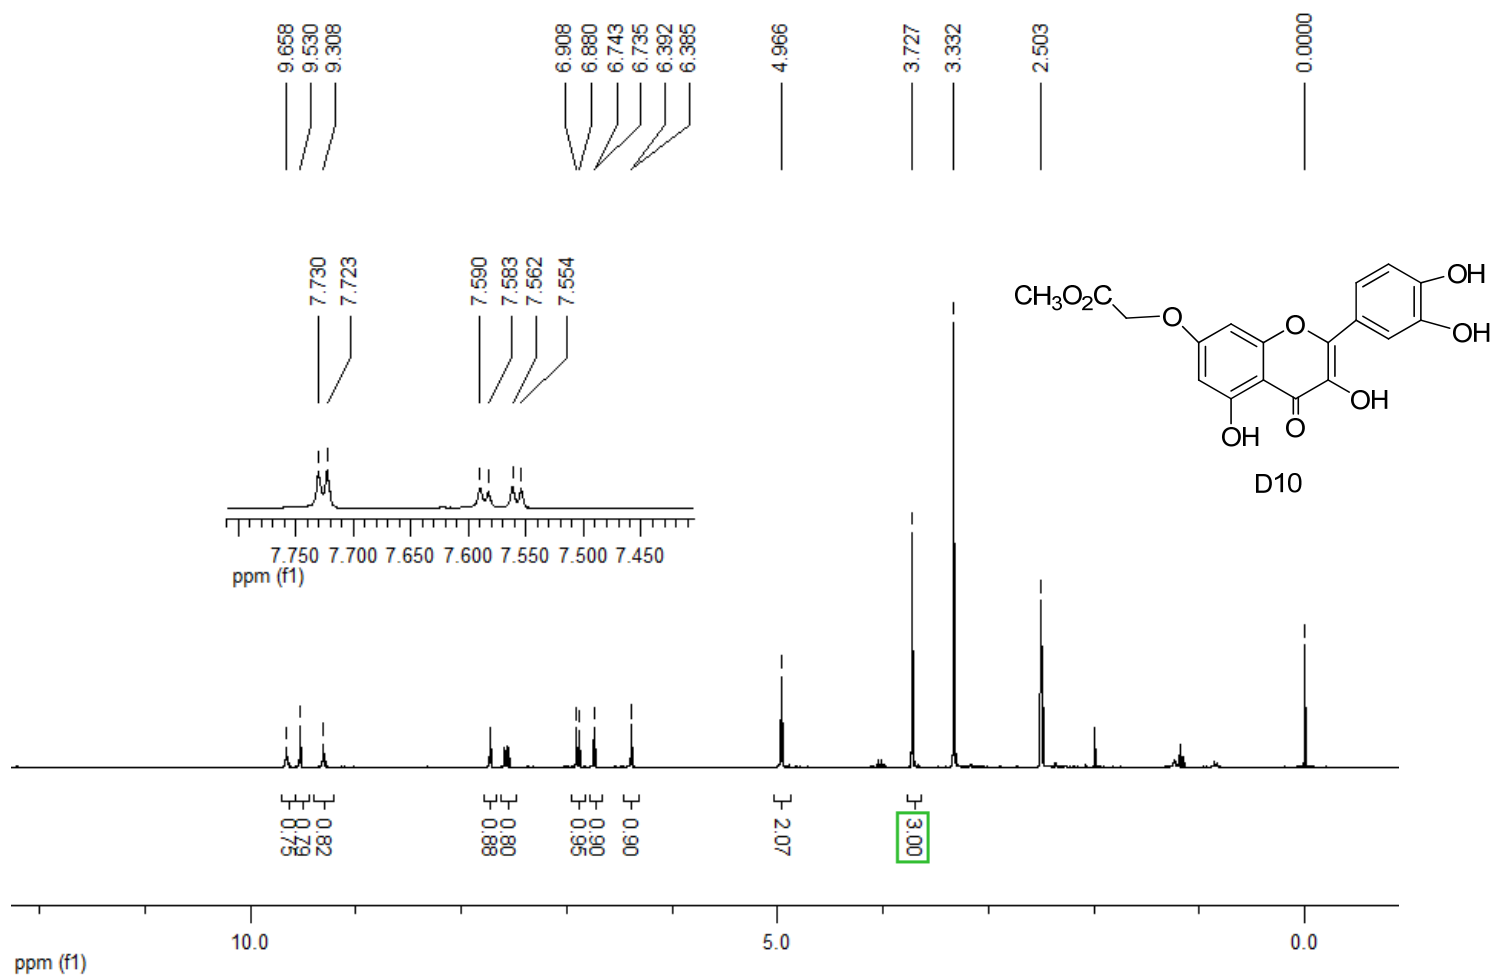 9.658
9.530
9.308
6.908
6.880
6.743
6.735
6.392
6.385
4.966
3.727
3.332
2.503
0.0000
7.730
7.723
7.590
7.583
7.562
7.554
7.750 7.700 7.650 7.600 7.550 7.500 7.450
ppm (f1)
CH3O2C
O
O
OH
OH
OH
O
OH
D10
0.75
0.79
0.82
0.88
0.80
0.95
0.90
0.90
2.07
3.00
10.0 5.0 0.0
ppm (f1)